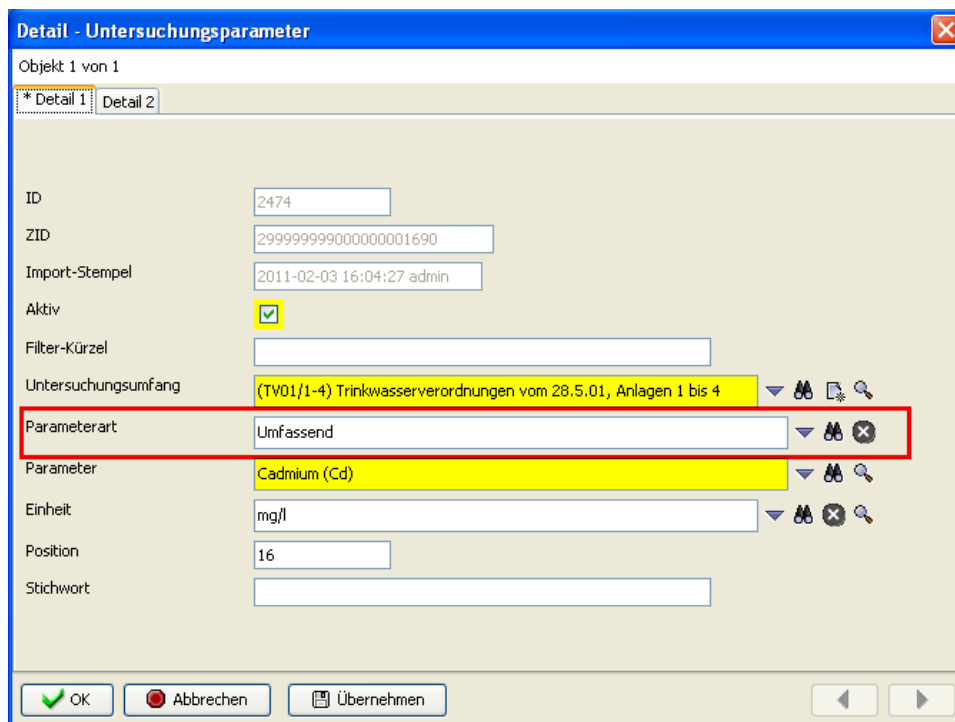 Detail - Untersuchungsparameter
Objekt 1 von 1
* Detail 1 Detail 2
ID 2474
ZID 299999999000000001690
Import-Stempel 2011-02-03 16:04:27 admin
Aktiv
Filter-Kürzel
Untersuchungsumfang (TV01/1-4) Trinkwasserverordnungen vom 28.5.01, Anlagen 1 bis 4
Parameterart Umfassend
Parameter Cadmium (Cd)
Einheit mg/l
Position 16
Stichwort
OK Abbrechen Übernehmen